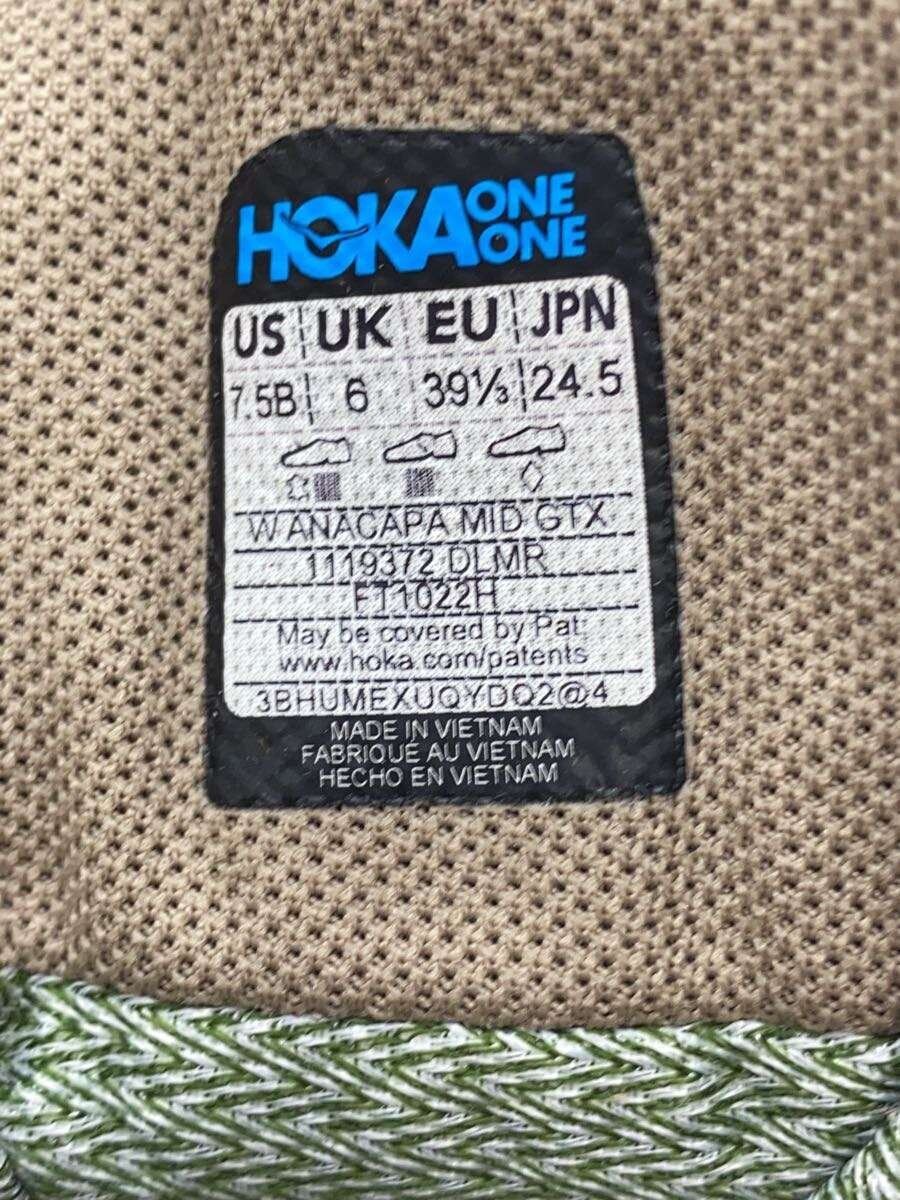 HOKA ONE ONE
US UK EU JPN
7.5B 6 39⅓ 24.5
W ANACAPA MID GTX
1119372 DLMR
FT1022H
May be covered by Pat.
www.hoka.com/patents
3BHUMEXUQYDQ2@4
MADE IN VIETNAM
FABRIQUÉ AU VIETNAM
HECHO EN VIETNAM